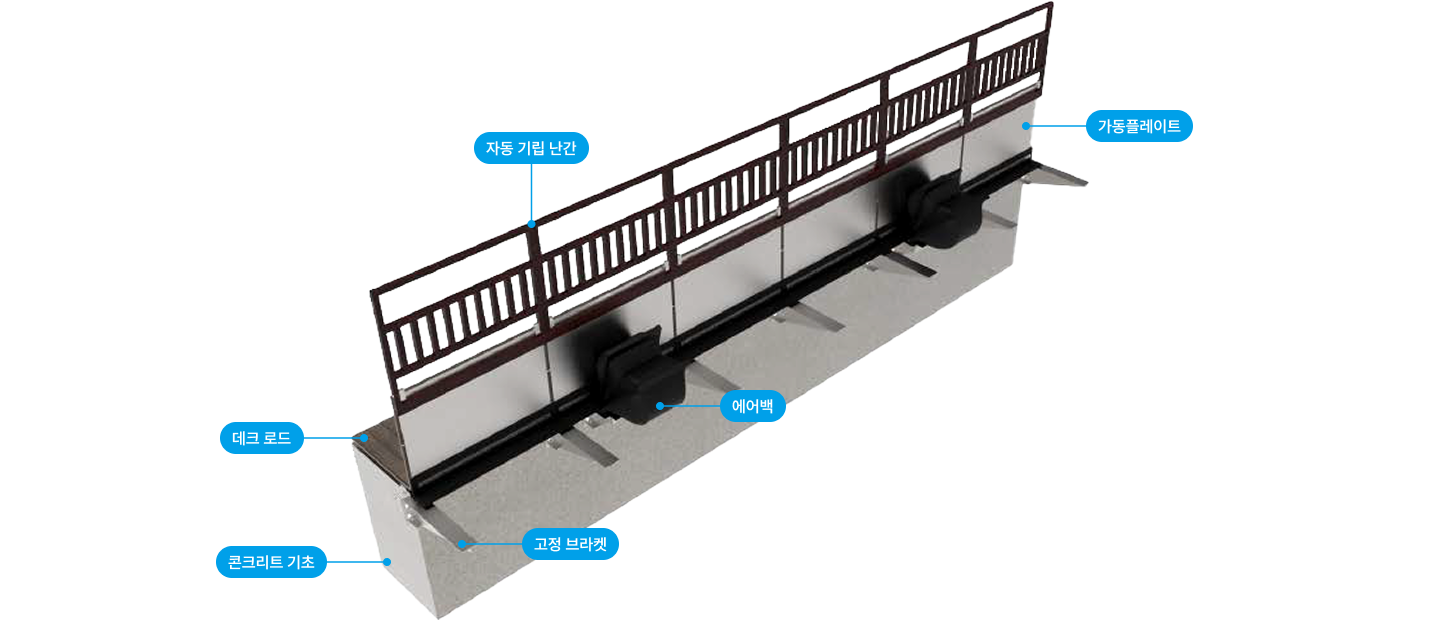 가동플레이트
자동 기립 난간
에어백
데크 로드
고정 브라켓
콘크리트 기초